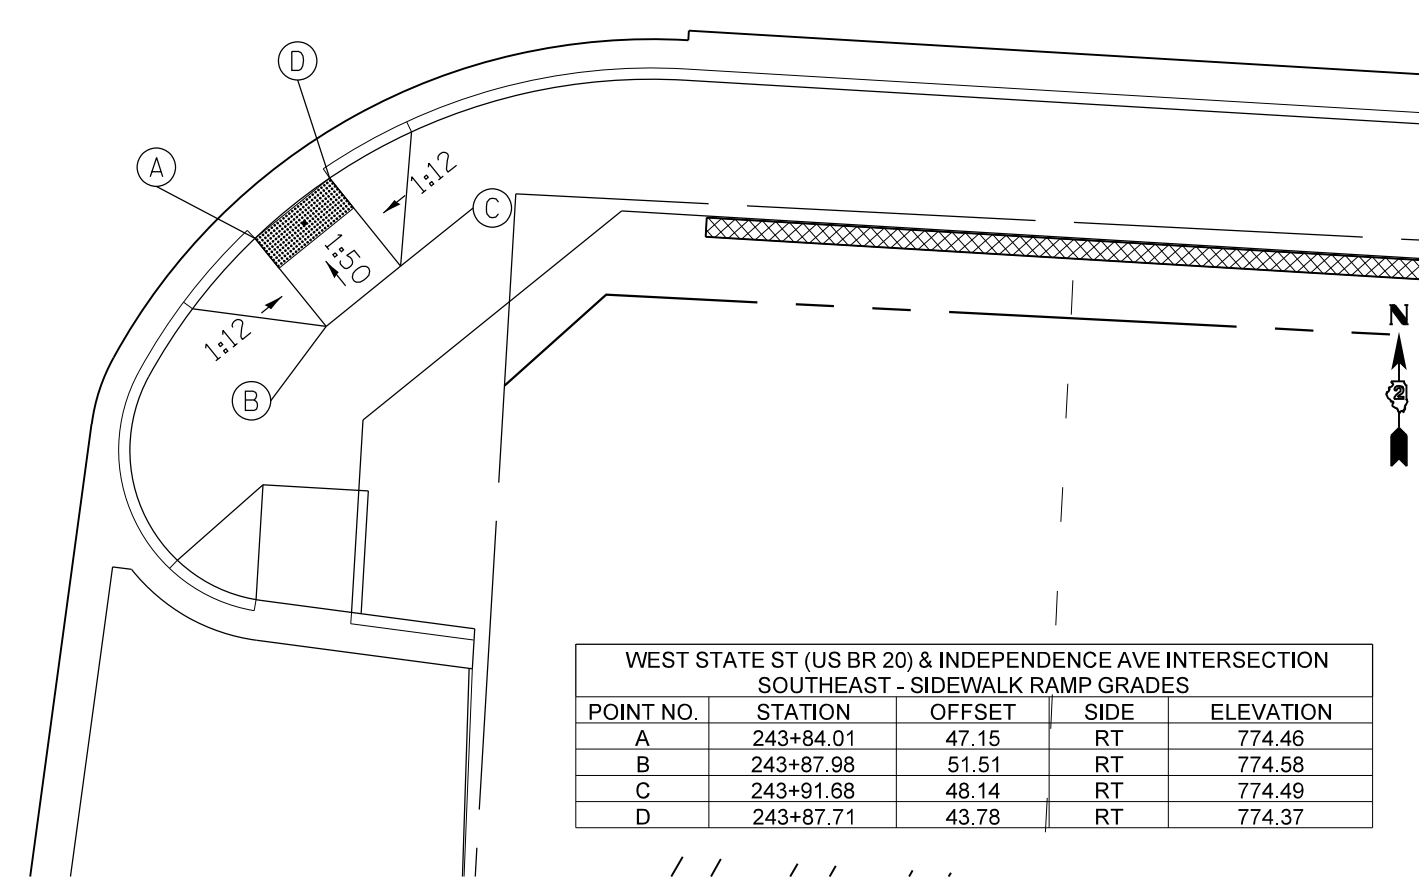 D
A
1:12
C
1:50
1:12
B
N
2
WEST STATE ST (US BR 20) & INDEPENDENCE AVE INTERSECTION
SOUTHEAST - SIDEWALK RAMP GRADES
POINT NO. STATION OFFSET SIDE ELEVATION
A 243+84.01 47.15 RT 774.46
B 243+87.98 51.51 RT 774.58
C 243+91.68 48.14 RT 774.49
D 243+87.71 43.78 RT 774.37